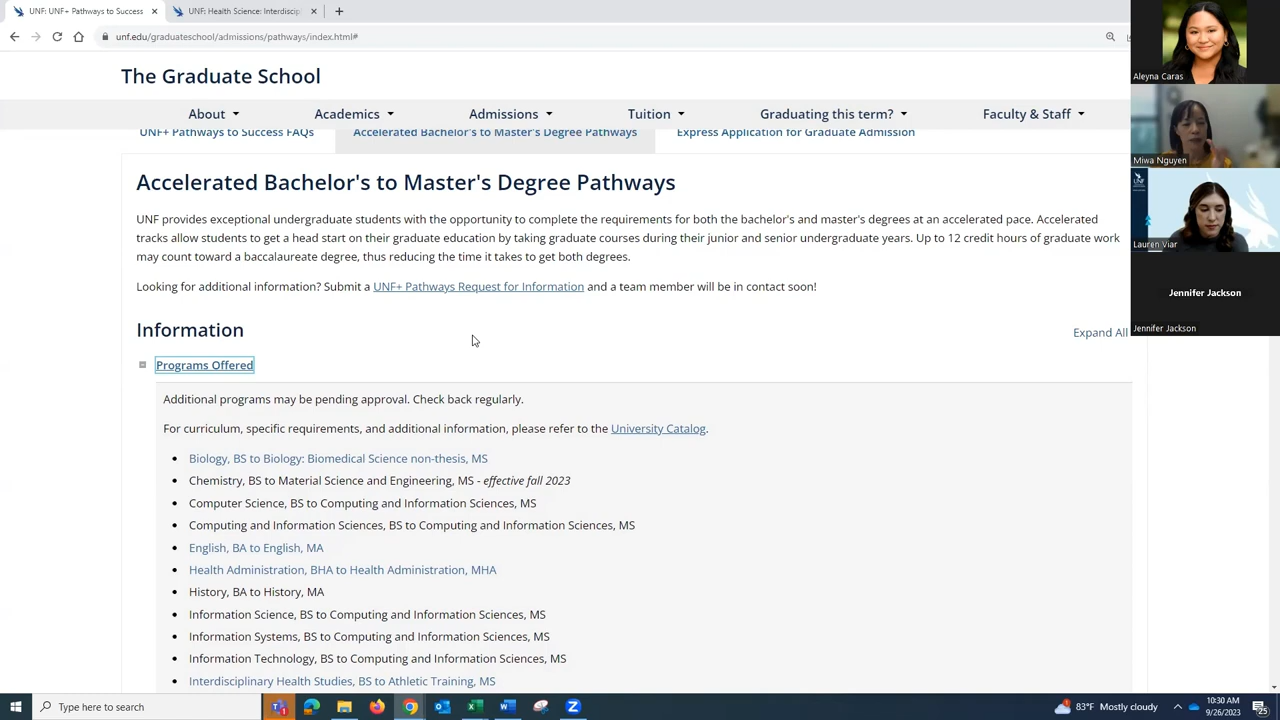 UNF: UNF+ Pathways to Success
UNF: Health Science: Interdiscip
unf.edu/graduateschool/admissions/pathways/index.html#
The Graduate School
About
Academics
Admissions
Tuition
Graduating this term?
Faculty & Staff
UNF+ Pathways to Success FAQs
Accelerated Bachelor's to Master's Degree Pathways
Express Application for Graduate Admission
Accelerated Bachelor's to Master's Degree Pathways
UNF provides exceptional undergraduate students with the opportunity to complete the requirements for both the bachelor's and master's degrees at an accelerated pace. Accelerated
tracks allow students to get a head start on their graduate education by taking graduate courses during their junior and senior undergraduate years. Up to 12 credit hours of graduate work
may count toward a baccalaureate degree, thus reducing the time it takes to get both degrees.
Looking for additional information? Submit a UNF+ Pathways Request for Information and a team member will be in contact soon!
Information
Expand All
Programs Offered
Additional programs may be pending approval. Check back regularly.
For curriculum, specific requirements, and additional information, please refer to the University Catalog.
Biology, BS to Biology: Biomedical Science non-thesis, MS
Chemistry, BS to Material Science and Engineering, MS - effective fall 2023
Computer Science, BS to Computing and Information Sciences, MS
Computing and Information Sciences, BS to Computing and Information Sciences, MS
English, BA to English, MA
Health Administration, BHA to Health Administration, MHA
History, BA to History, MA
Information Science, BS to Computing and Information Sciences, MS
Information Systems, BS to Computing and Information Sciences, MS
Information Technology, BS to Computing and Information Sciences, MS
Interdisciplinary Health Studies, BS to Athletic Training, MS
Aleyna Caras
Miwa Nguyen
UNF
Lauren Viar
Jennifer Jackson
Jennifer Jackson
Type here to search
83°F Mostly cloudy
10:30 AM
9/26/2023
25